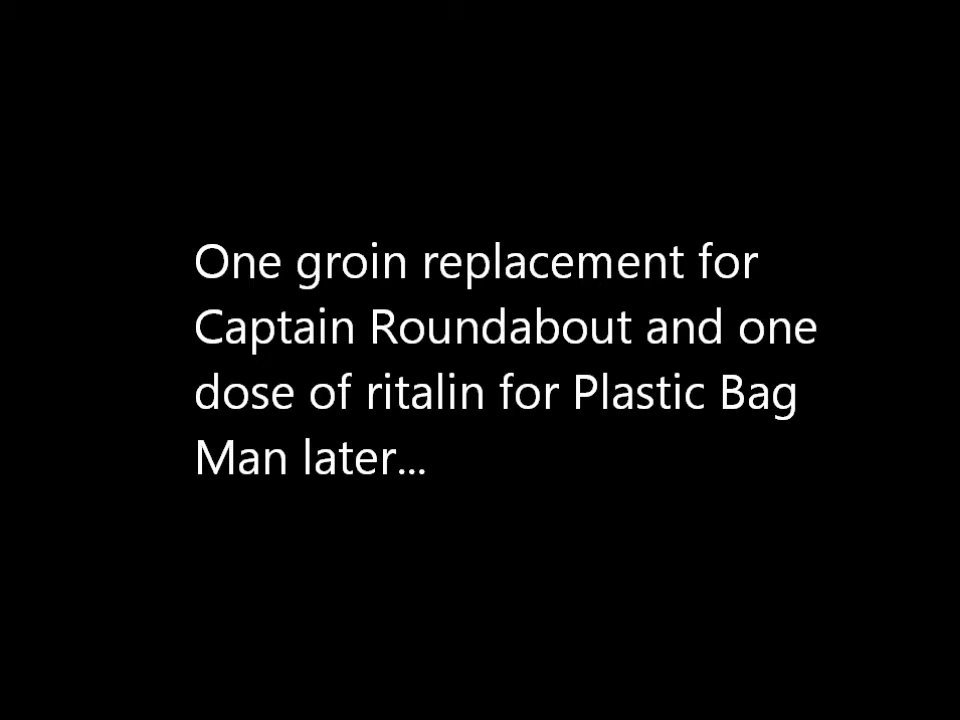 One groin replacement for
Captain Roundabout and one
dose of ritalin for Plastic Bag
Man later...